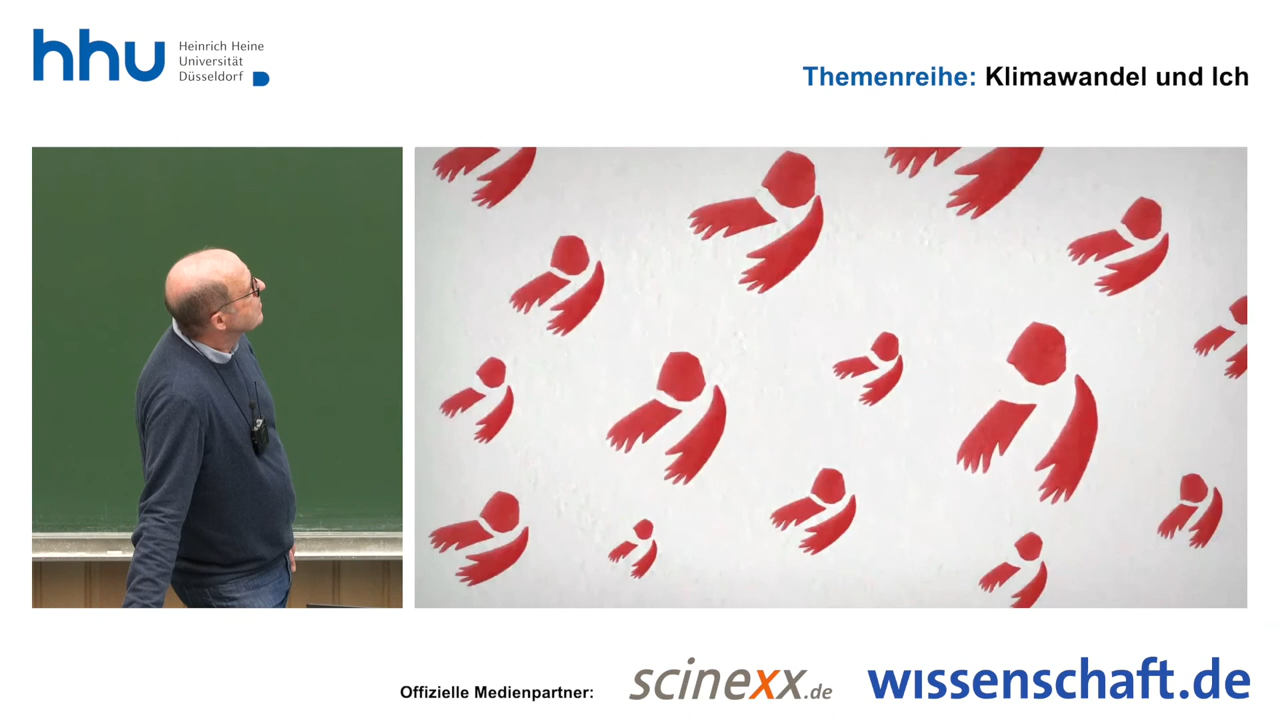 hhu
Heinrich Heine
Universität
Düsseldorf
Themenreihe: Klimawandel und Ich
Offizielle Medienpartner:
scinexx.de
wissenschaft.de